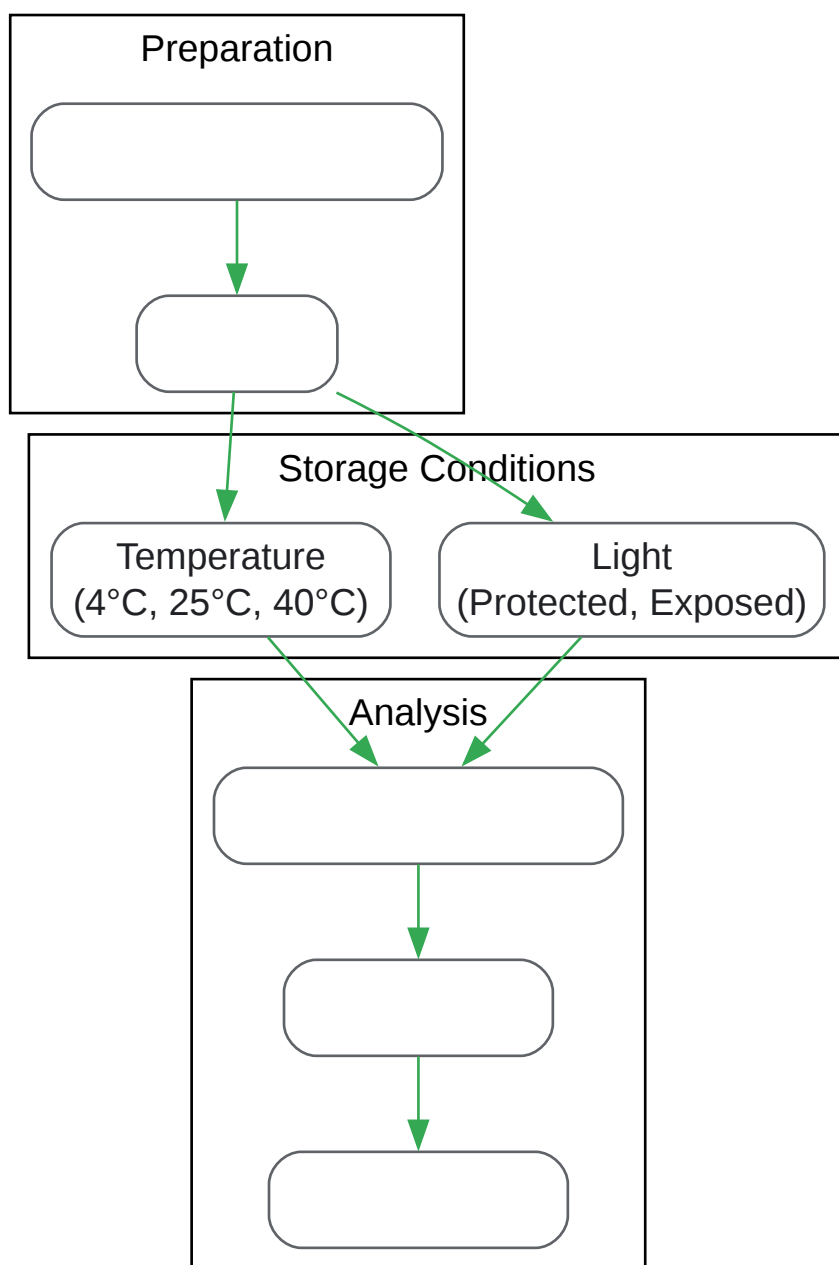 Preparation
Storage Conditions
Temperature
(4°C, 25°C, 40°C)
Light
(Protected, Exposed)
Analysis